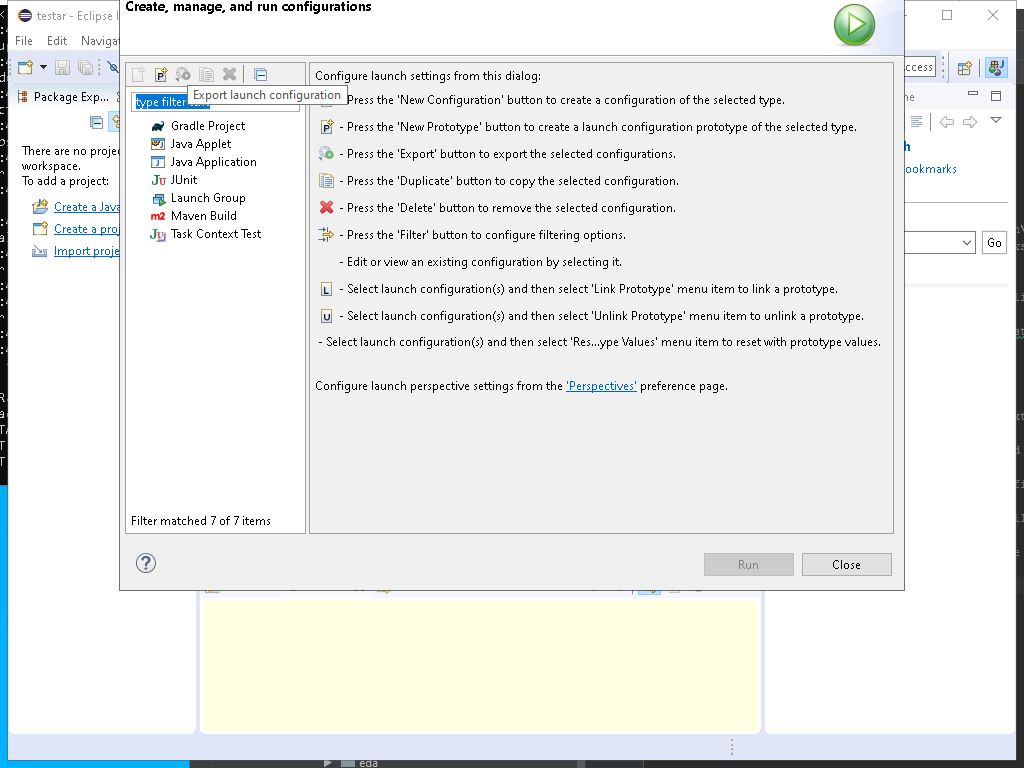 Create, manage, and run configurations
testar - Eclipse I
File Edit Naviga
ccess
Package Exp...
There are no proje
workspace.
To add a project:
Create a Java
Create a proj
Import proje
Export launch configuration
type filter
Gradle Project
Java Applet
Java Application
JUnit
Launch Group
Maven Build
Task Context Test
Filter matched 7 of 7 items
Configure launch settings from this dialog:
Press the 'New Configuration' button to create a configuration of the selected type.
- Press the 'New Prototype' button to create a launch configuration prototype of the selected type.
- Press the 'Export' button to export the selected configurations.
- Press the 'Duplicate' button to copy the selected configuration.
- Press the 'Delete' button to remove the selected configuration.
- Press the 'Filter' button to configure filtering options.
- Edit or view an existing configuration by selecting it.
L - Select launch configuration(s) and then select 'Link Prototype' menu item to link a prototype.
U - Select launch configuration(s) and then select 'Unlink Prototype' menu item to unlink a prototype.
- Select launch configuration(s) and then select 'Res...ype Values' menu item to reset with prototype values.
Configure launch perspective settings from the 'Perspectives' preference page.
Run
Close
ookmarks
Go
eda